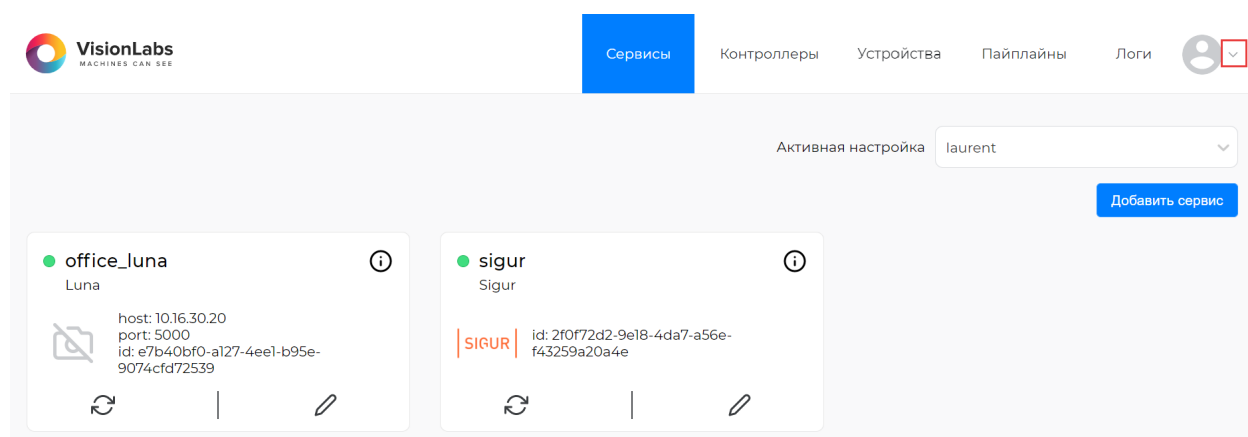 VisionLabs
MACHINES CAN SEE
Сервисы
Контроллеры
Устройства
Пайплайны
Логи
Активная настройка
laurent
Добавить сервис
office_luna
Luna
host: 10.16.30.20
port: 5000
id: e7b40bf0-a127-4ee1-b95e-
9074cfd72539
sigur
Sigur
SIGUR
id: 2f0f72d2-9e18-4da7-a56e-
f43259a20a4e